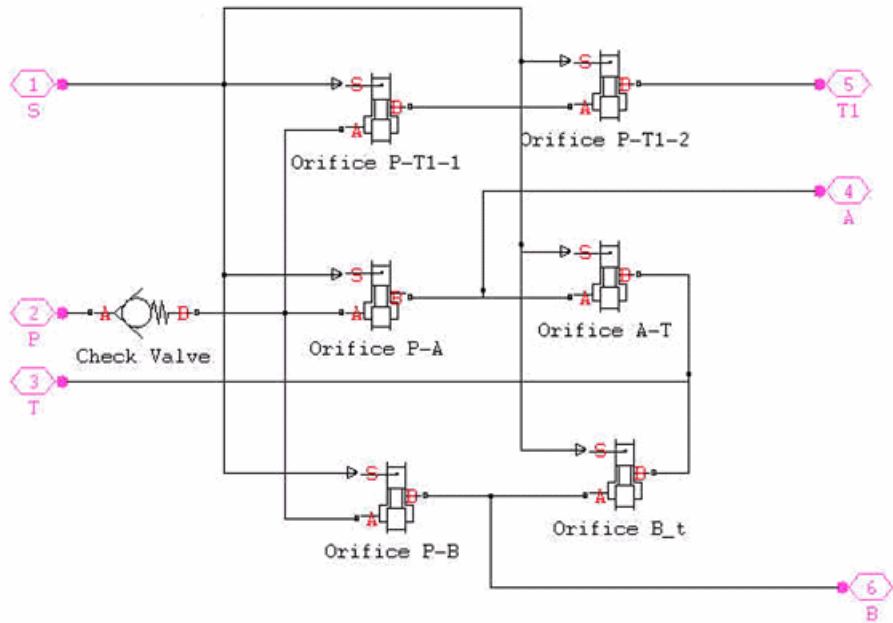 S
B
1
S
5
T1
S
B
A
A
Orifice P-T1-1
Orifice P-T1-2
4
A
S
B
A
S
B
A
2
P
A
B
Check Valve
Orifice P-A
Orifice A-T
3
T
S
B
A
S
B
A
Orifice P-B
Orifice B_t
6
B